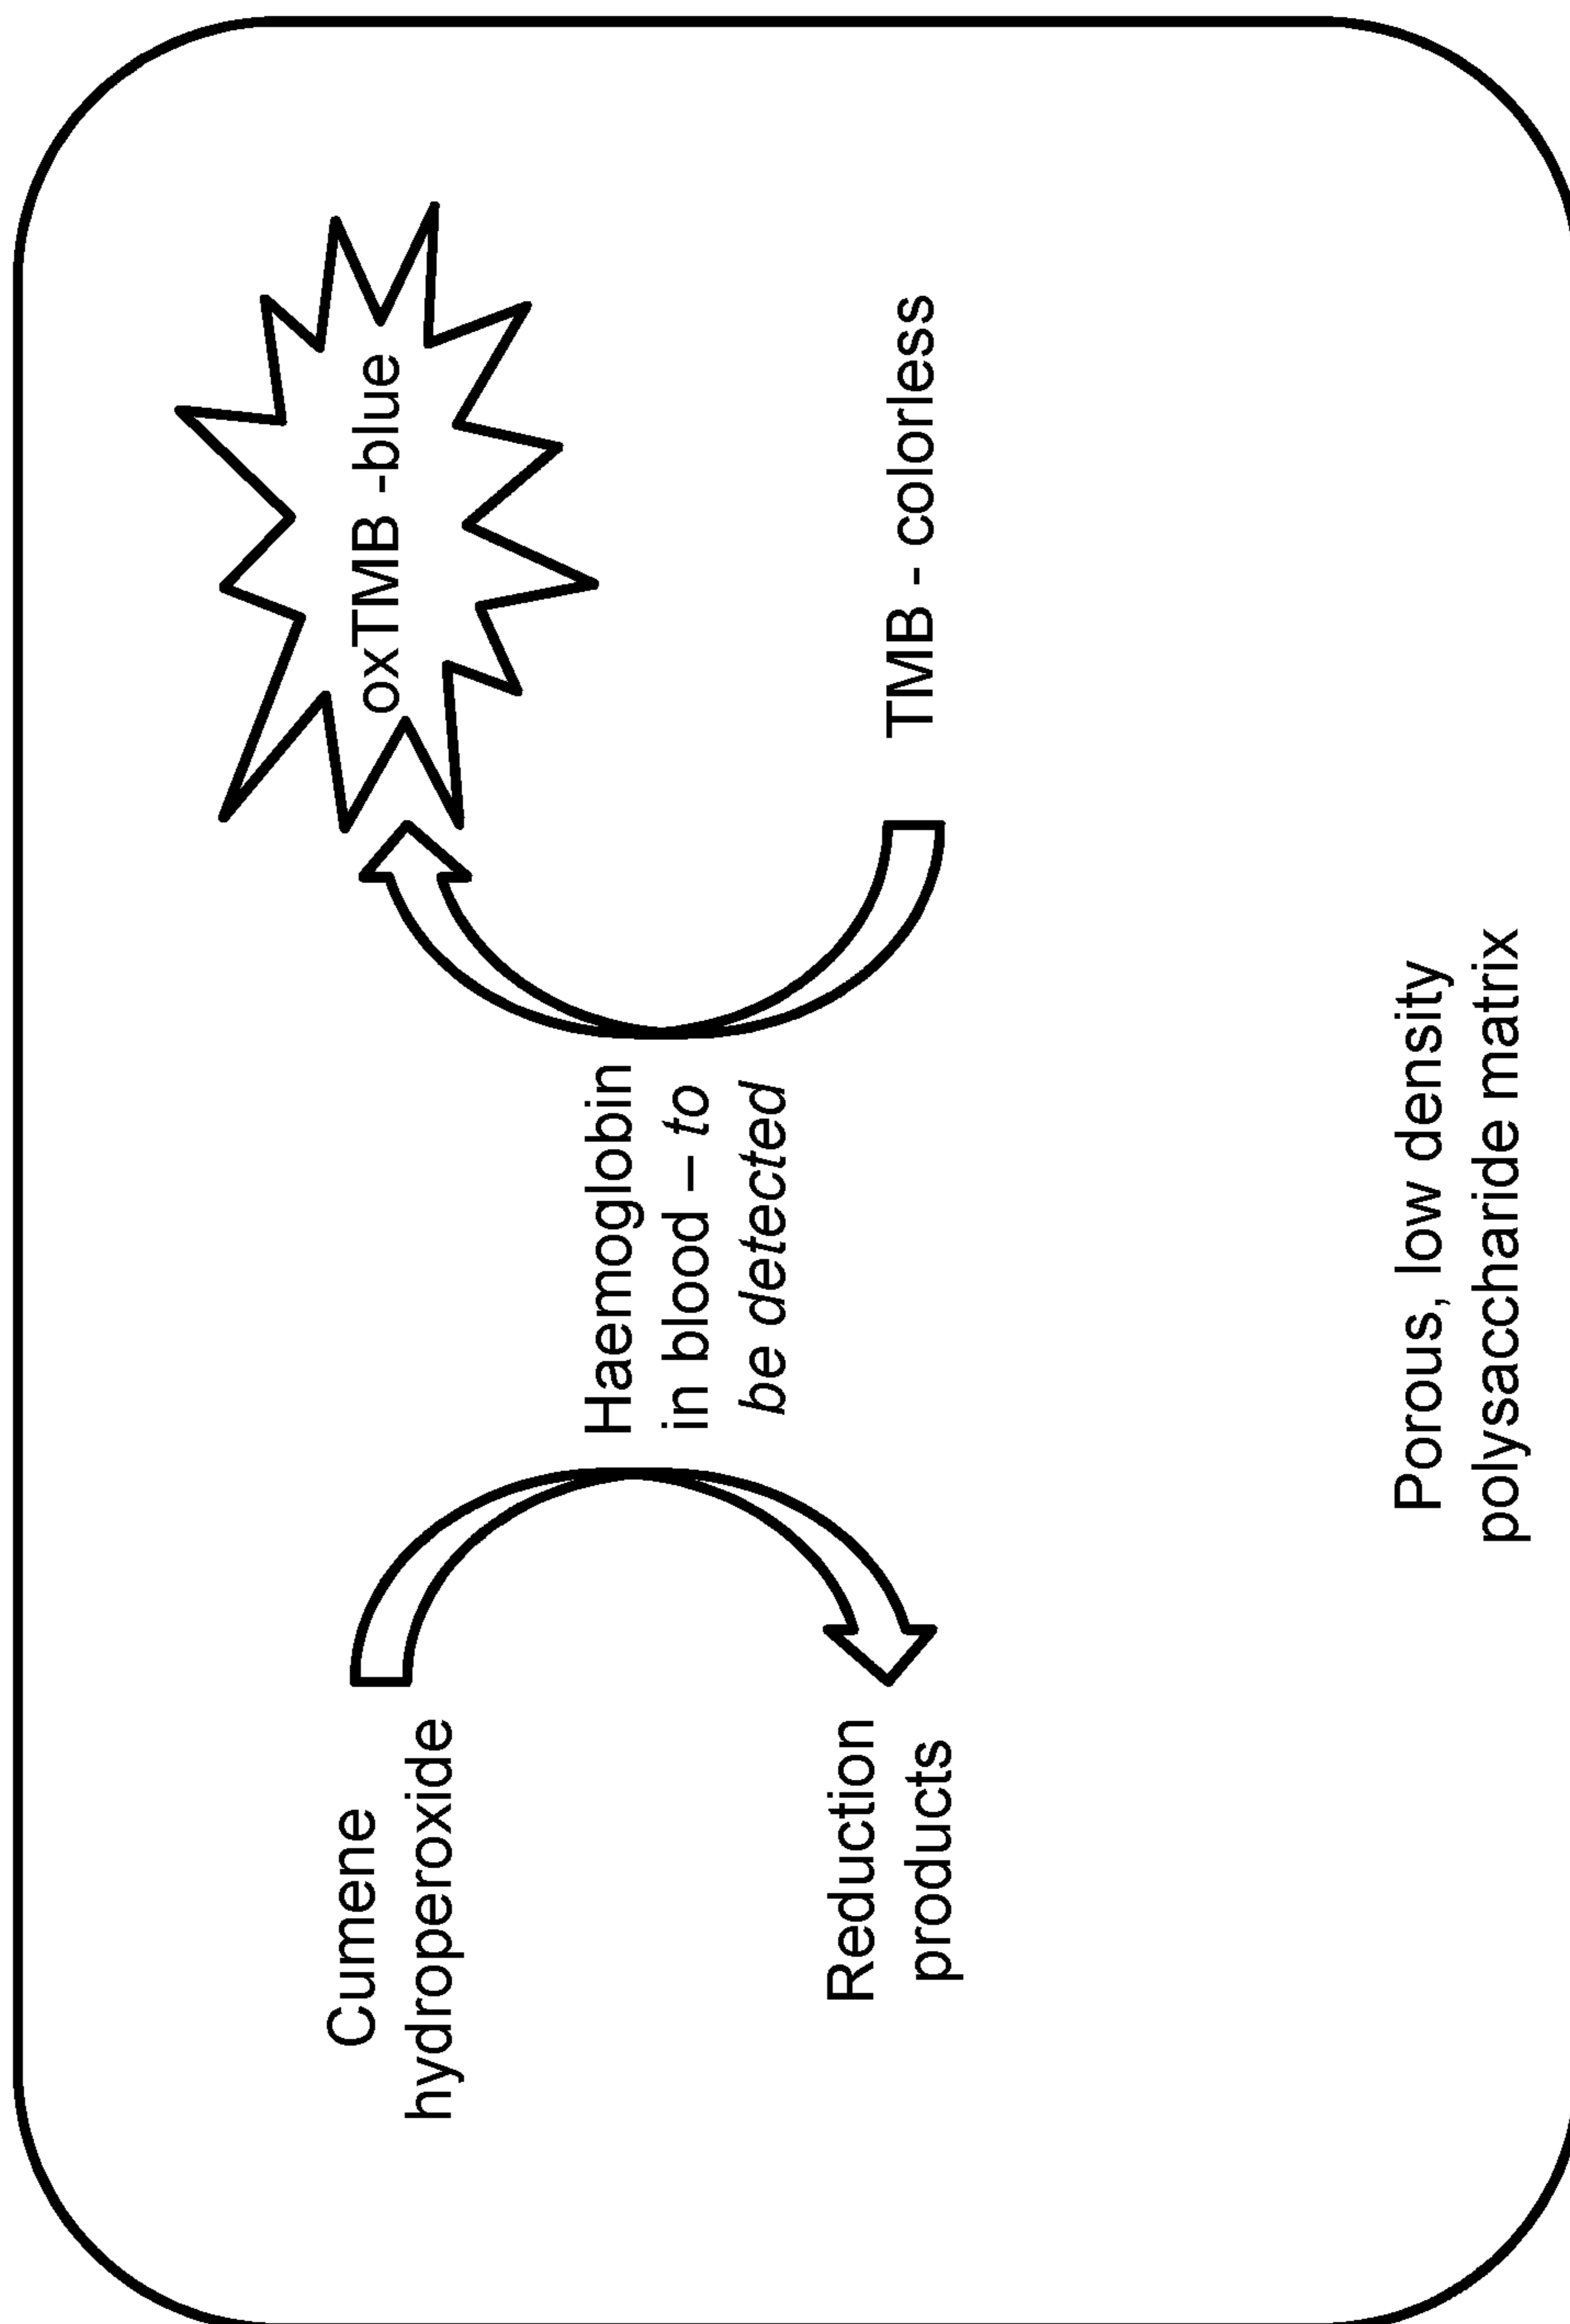 Cumene
hydroperoxide
Reduction
products
Haemoglobin
in blood – to
be detected
oxTMB -blue
TMB - colorless
Porous, low density
polysaccharide matrix